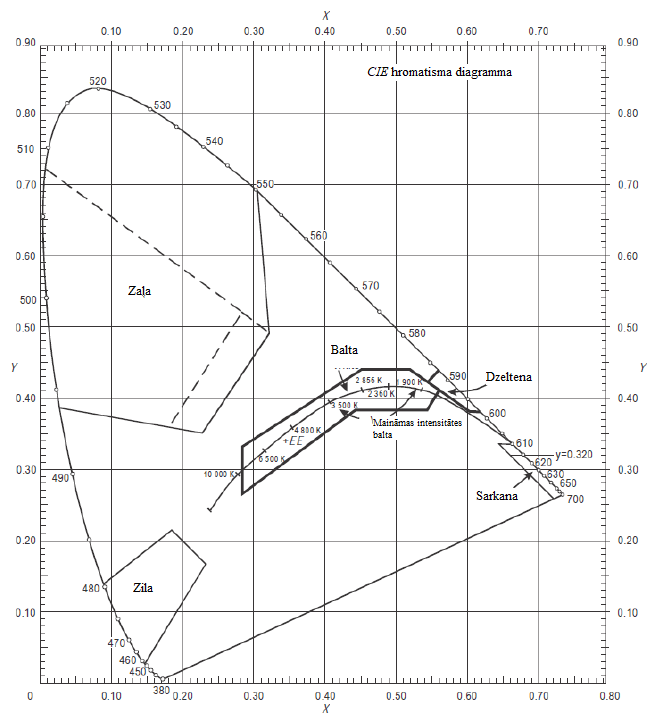 X
0.10 0.20 0.30 0.40 0.50 0.60 0.70
0.90 0.90
CIE hromatisma diagramma
520
530
0.80 0.80
540
510
0.70 550 0.70
560
0.60 0.60
570
Zaļa
500
0.50 580 0.50
Balta
590 Dzeltena
Y Y
2 856 K 1 900 K
2 360 K
0.40 0.40
3 500 K
600
Maināmas intensitātes
balta
4 800 K
+EE
610
y=0.320
6 500 K
620
0.30 10 000 K 630 0.30
490
650
Sarkana
700
0.20 0.20
480 Zila
0.10 0.10
470
460
450
380
0 0.10 0.20 0.30 0.40 0.50 0.60 0.70 0.80
X